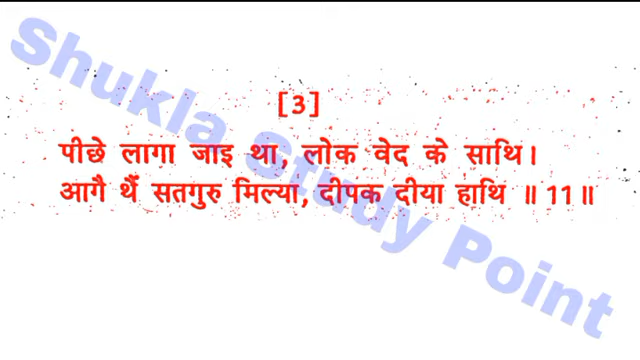 [3]
पीछे लागा जाइ था, लोक वेद के साथि।
आगै थैं सतगुरु मिल्या, दीपक दीया हाथि ॥ 11॥
Shukla Study Point